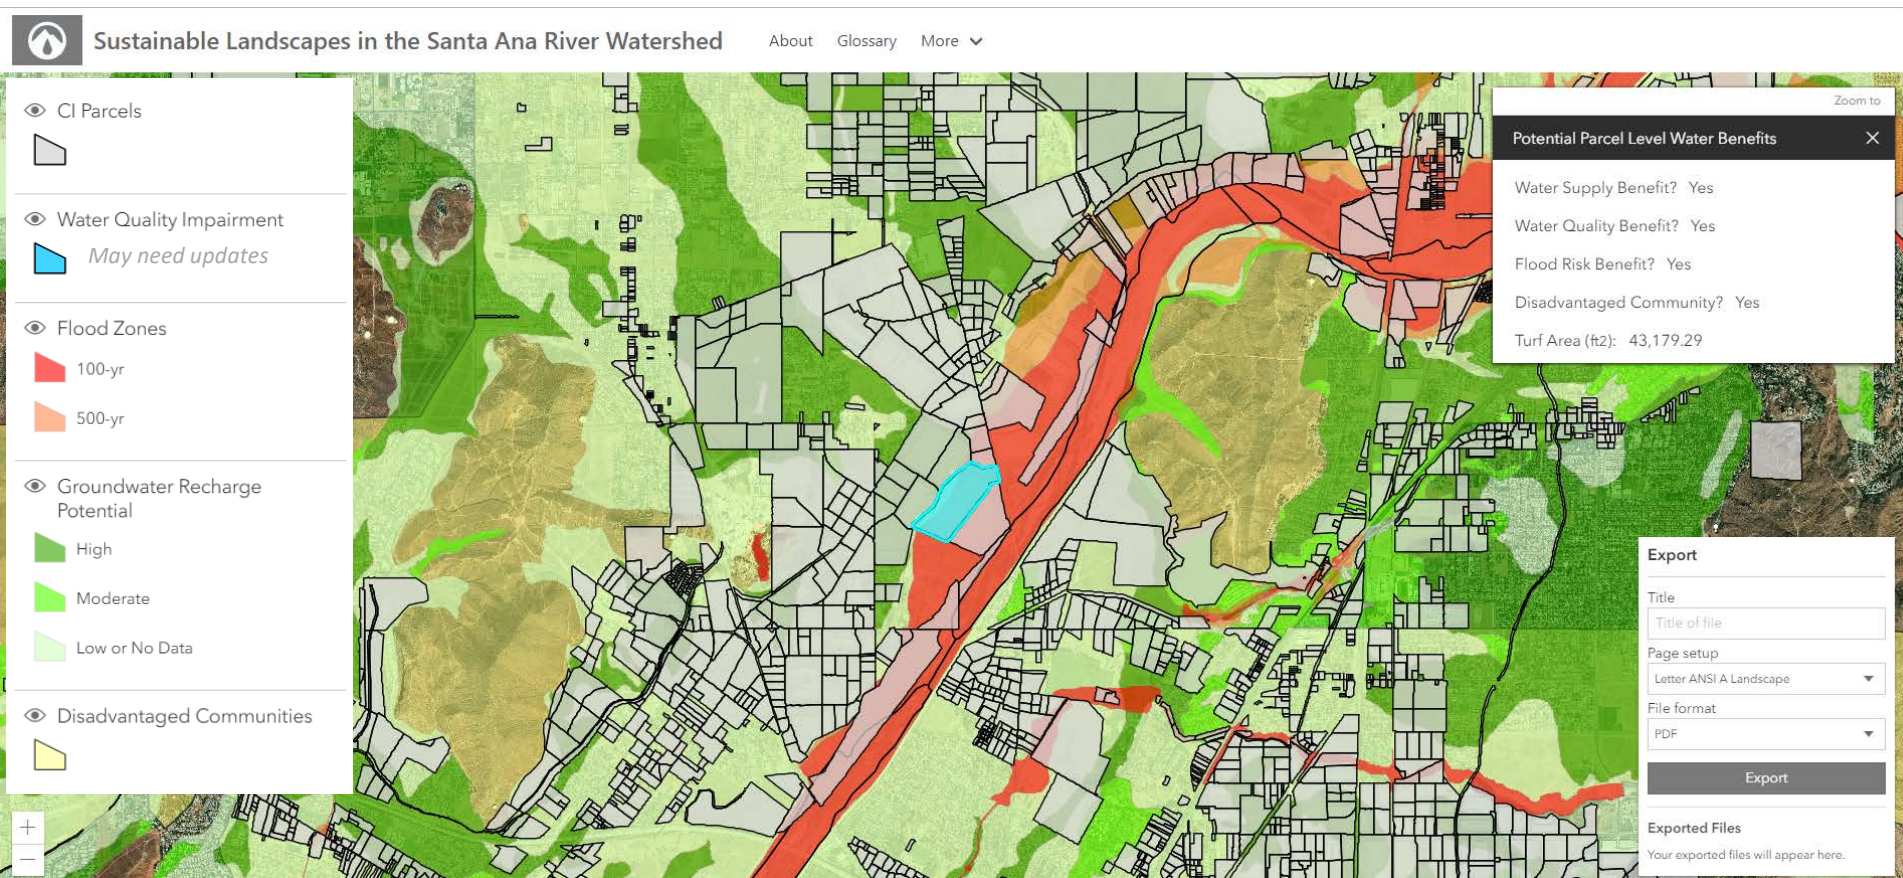 Sustainable Landscapes in the Santa Ana River Watershed
About Glossary More
CI Parcels
Water Quality Impairment
May need updates
Flood Zones
100-yr
500-yr
Groundwater Recharge
Potential
High
Moderate
Low or No Data
Disadvantaged Communities
+
−
Zoom to
Potential Parcel Level Water Benefits
Water Supply Benefit? Yes
Water Quality Benefit? Yes
Flood Risk Benefit? Yes
Disadvantaged Community? Yes
Turf Area (ft2): 43,179.29
Export
Title
Title of file
Page setup
Letter ANSI A Landscape
File format
PDF
Export
Exported Files
Your exported files will appear here.